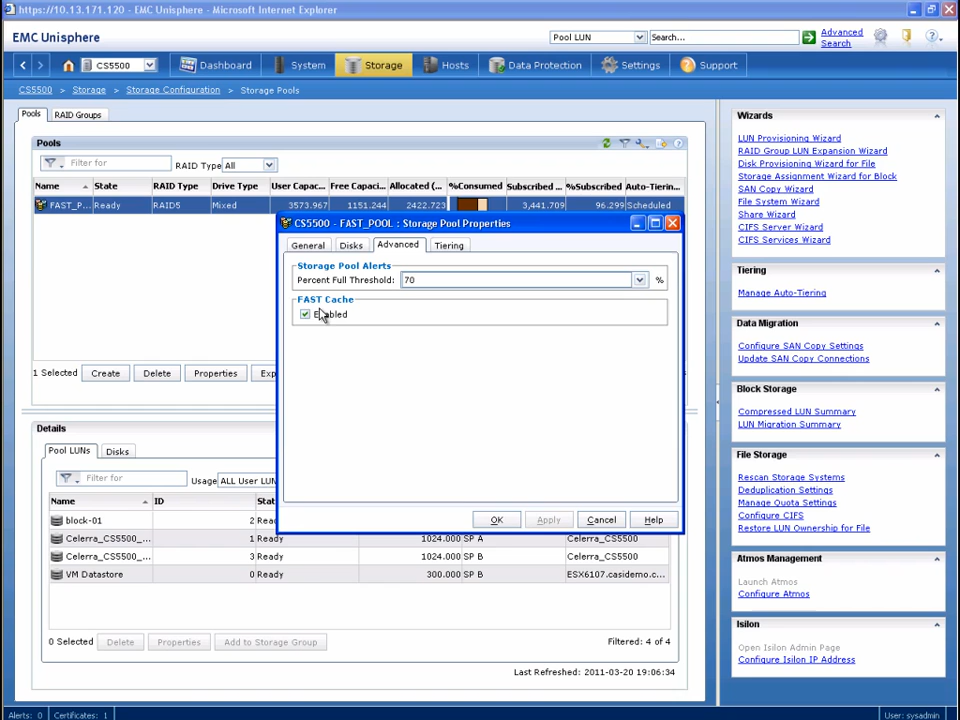 https://10.13.171.120 - EMC Unisphere - Microsoft Internet Explorer
EMC Unisphere
Pool LUN
Search...
Advanced Search
CS5500
Dashboard
System
Storage
Hosts
Data Protection
Settings
Support
CS5500 > Storage > Storage Configuration > Storage Pools
Pools
RAID Groups
Pools
Filter for
RAID Type All
Name State RAID Type Drive Type User Capac... Free Capaci... Allocated (... %Consumed Subscribed ... %Subscribed Auto-Tierin...
FAST_P... Ready RAID5 Mixed 3573.967 1151.244 2422.723 3,441.709 96.299 Scheduled
CS5500 - FAST_POOL : Storage Pool Properties
General Disks Advanced Tiering
Storage Pool Alerts
Percent Full Threshold: 70 %
FAST Cache
OK Apply Cancel Help
1 Selected Create Delete Properties
Details
Pool LUNs Disks
Filter for
Usage ALL User LUN
Name ID
block-01 2
Celerra_CS5500_... 1 1024.000 SP A Celerra_CS5500
Celerra_CS5500_... 3 Ready 1024.000 SP B Celerra_CS5500
VM Datastore 0 Ready 300.000 SP B ESX6107.casidemo.c...
0 Selected Delete Properties Add to Storage Group Filtered: 4 of 4
Last Refreshed: 2011-03-20 19:06:34
Wizards
LUN Provisioning Wizard
RAID Group LUN Expansion Wizard
Disk Provisioning Wizard for File
Storage Assignment Wizard for Block
SAN Copy Wizard
File System Wizard
Share Wizard
CIFS Server Wizard
CIFS Services Wizard
Tiering
Manage Auto-Tiering
Data Migration
Configure SAN Copy Settings
Update SAN Copy Connections
Block Storage
Compressed LUN Summary
LUN Migration Summary
File Storage
Rescan Storage Systems
Deduplication Settings
Manage Quota Settings
Configure CIFS
Restore LUN Ownership for File
Atmos Management
Launch Atmos
Configure Atmos
Isilon
Open Isilon Admin Page
Configure Isilon IP Address
Alerts: 0 Certificates: 1 User: sysadmin